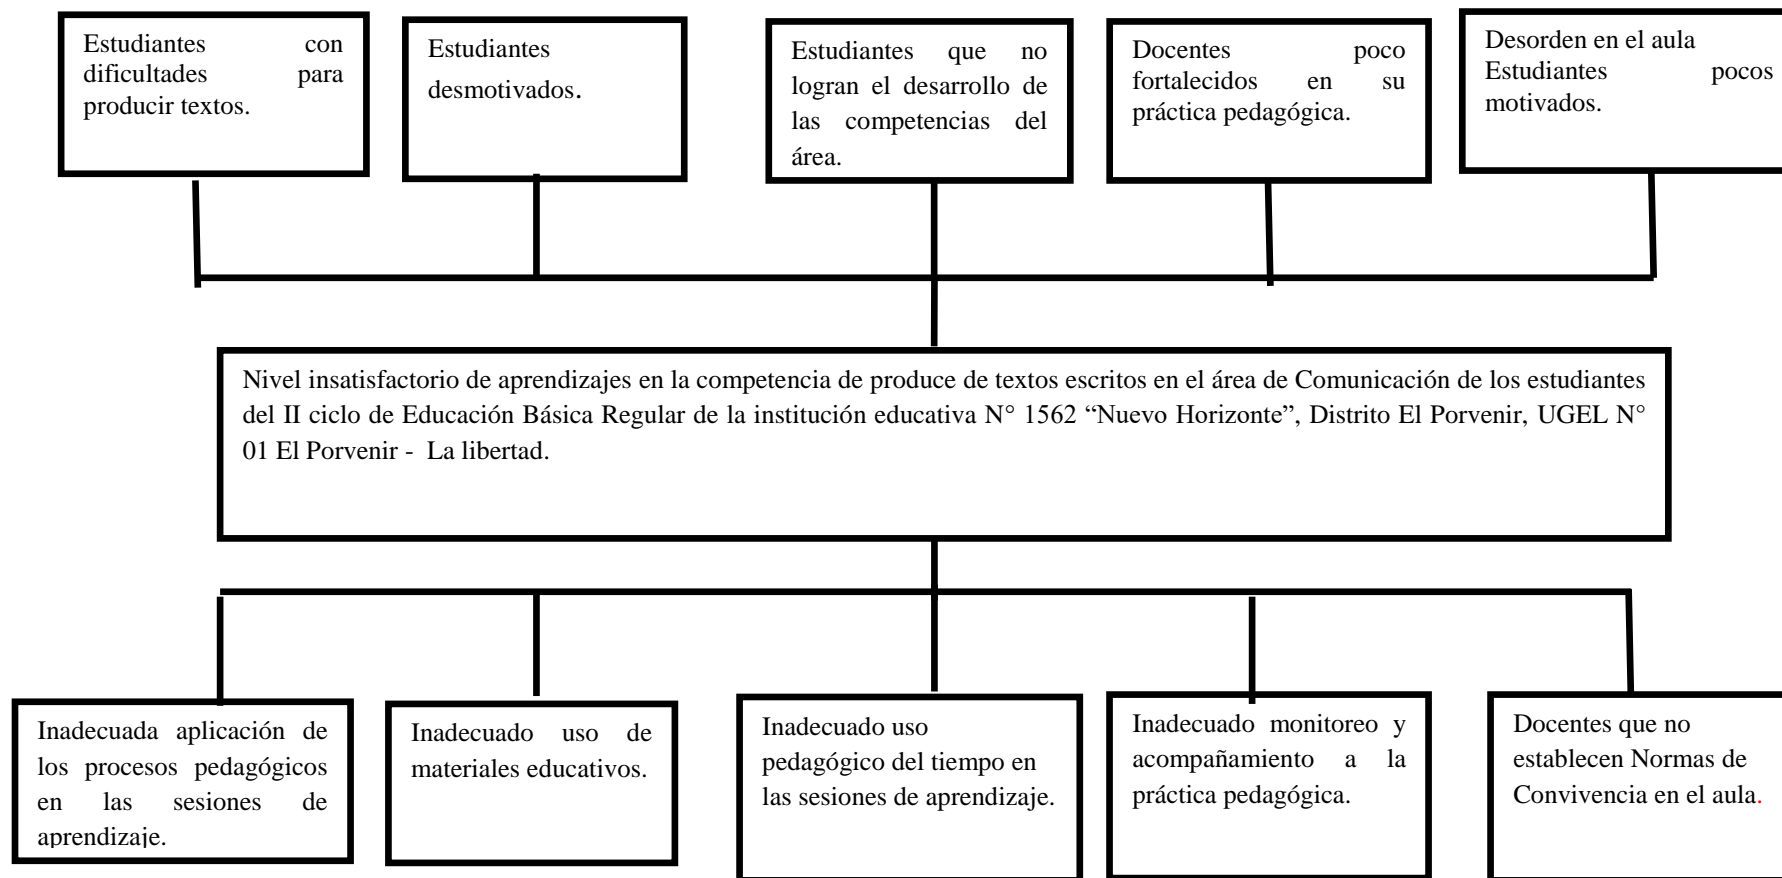 Estudiantes con
dificultades para
producir textos.
Estudiantes
desmotivados.
Estudiantes que no
logran el desarrollo de
las competencias del
área.
Docentes poco
fortalecidos en su
práctica pedagógica.
Desorden en el aula
Estudiantes pocos
motivados.
Nivel insatisfactorio de aprendizajes en la competencia de produce de textos escritos en el área de Comunicación de los estudiantes
del II ciclo de Educación Básica Regular de la institución educativa N° 1562 “Nuevo Horizonte”, Distrito El Porvenir, UGEL N°
01 El Porvenir - La libertad.
Inadecuada aplicación de
los procesos pedagógicos
en las sesiones de
aprendizaje.
Inadecuado uso de
materiales educativos.
Inadecuado uso
pedagógico del tiempo en
las sesiones de aprendizaje.
Inadecuado monitoreo y
acompañamiento a la
práctica pedagógica.
Docentes que no
establecen Normas de
Convivencia en el aula.